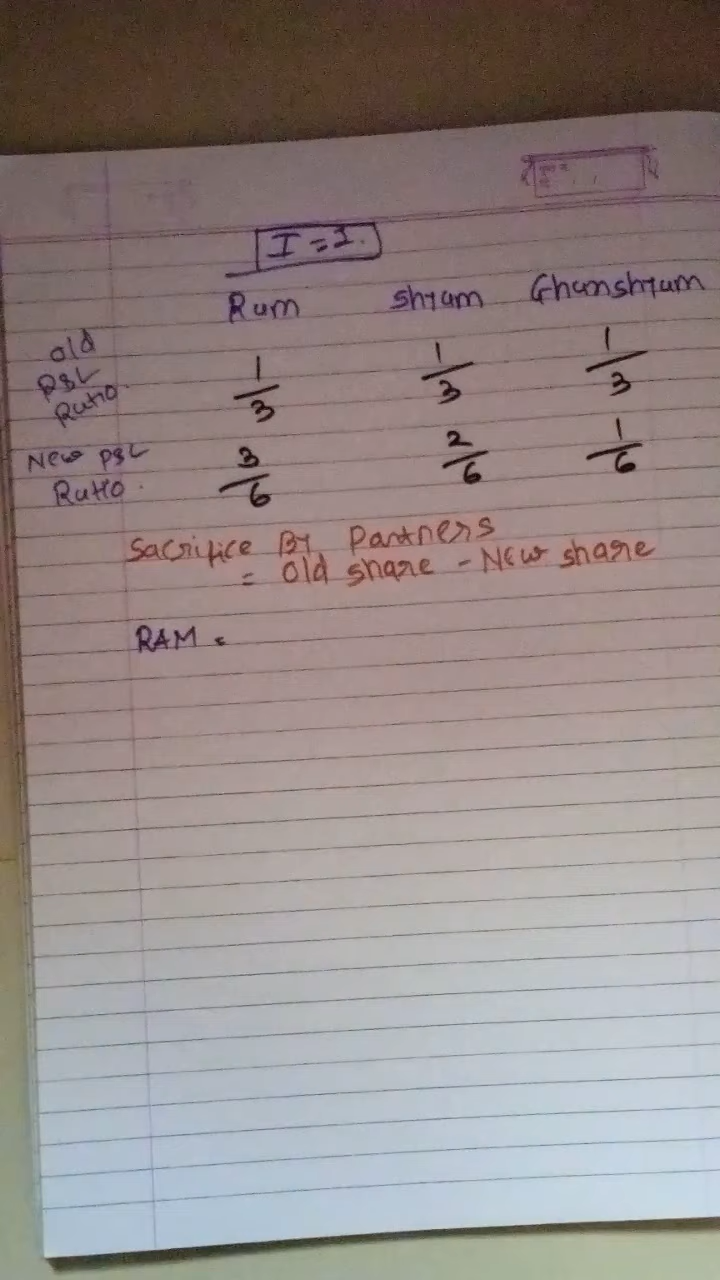 I = 1.
Ram Shyam Ghanshyam
Old
P&L
Ratio.
1/3 1/3 1/3
New P&L
Ratio.
3/6 2/6 1/6
Sacrifice By Partners
= Old share - New share
RAM =